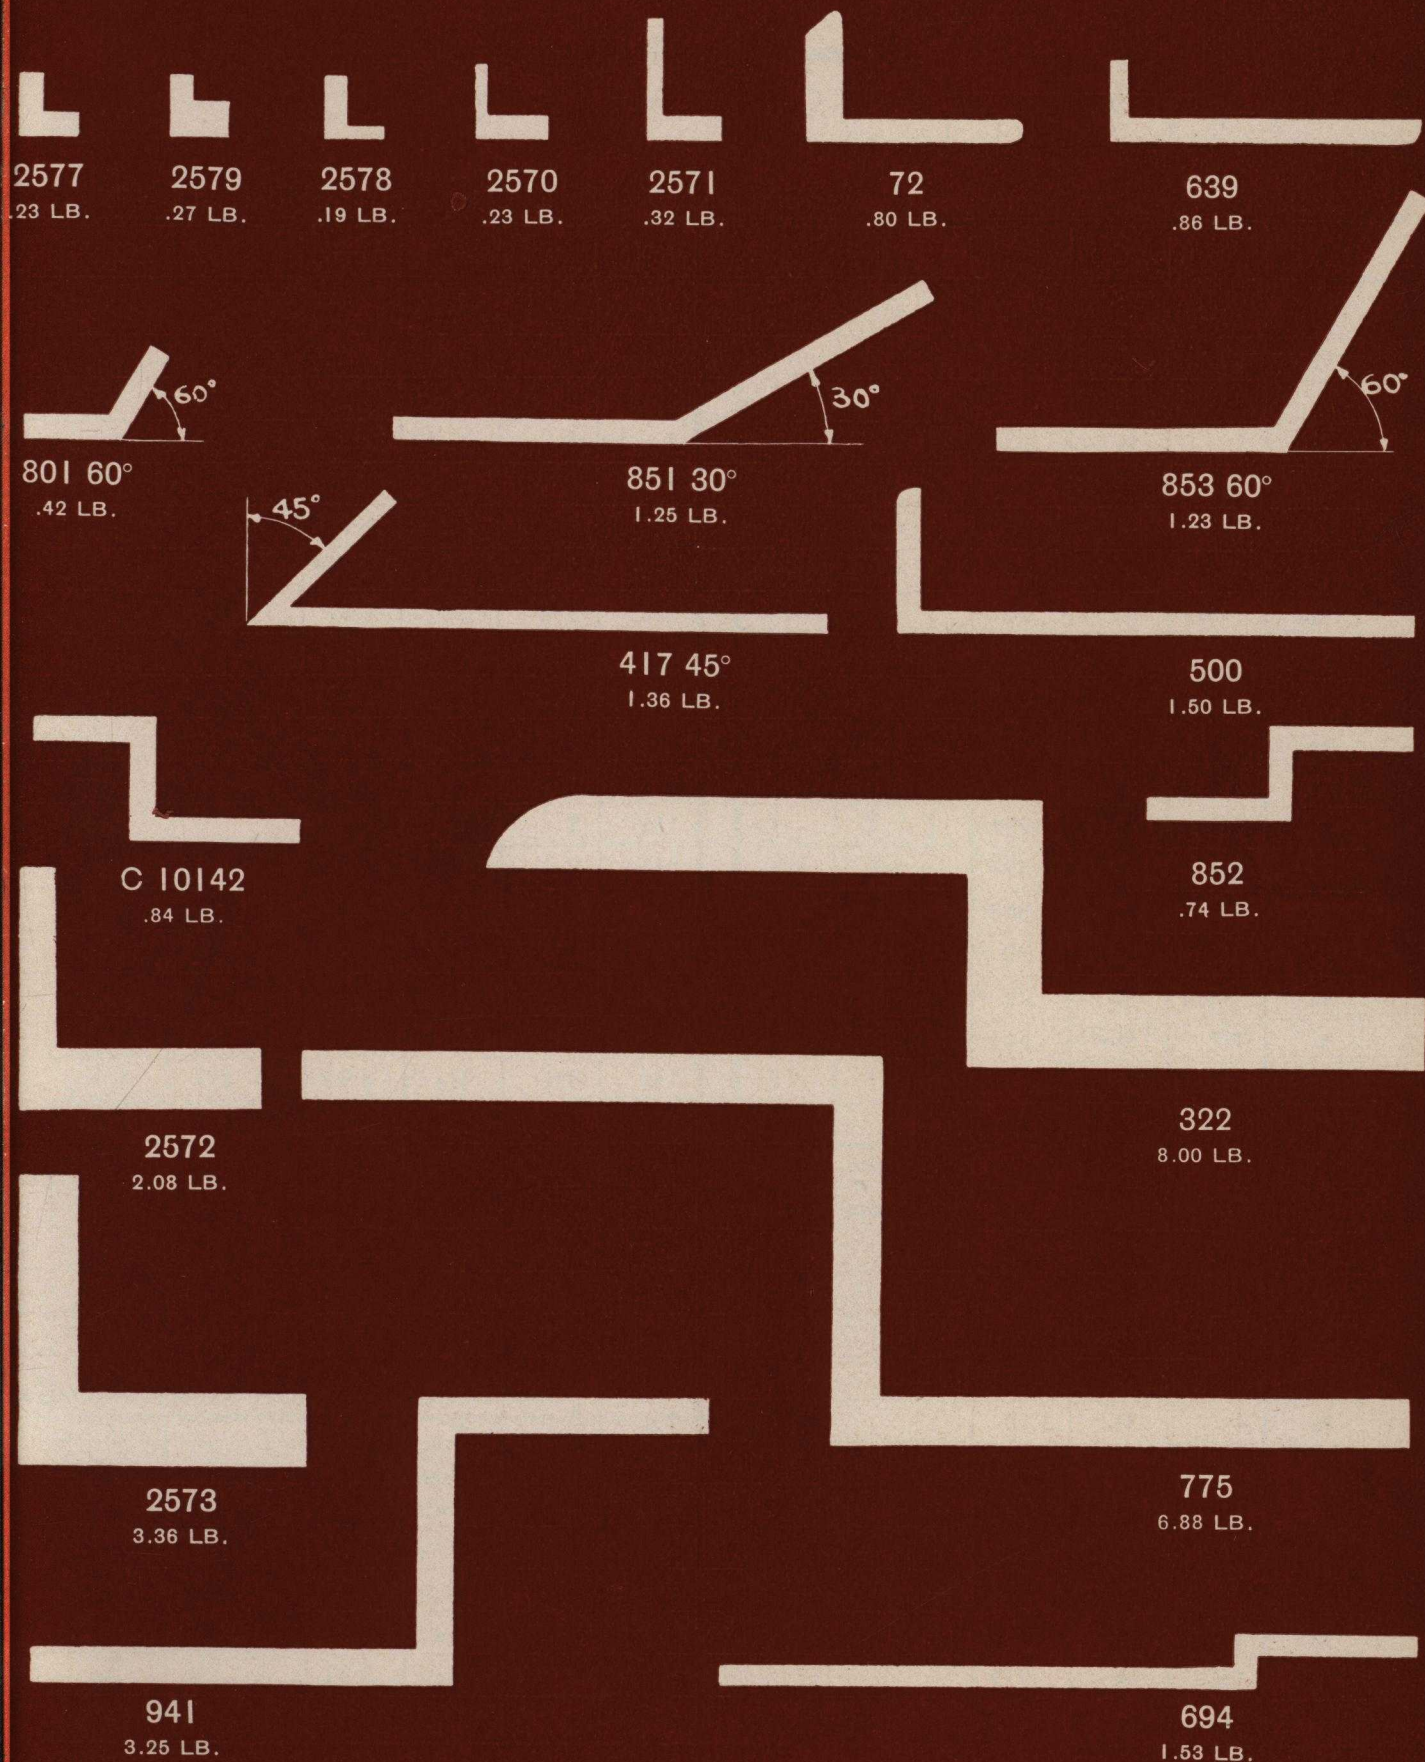 2577
.23 LB.
2579
.27 LB.
2578
.19 LB.
2570
.23 LB.
2571
.32 LB.
72
.80 LB.
639
.86 LB.
60°
801 60°
.42 LB.
30°
851 30°
1.25 LB.
60°
853 60°
1.23 LB.
45°
417 45°
1.36 LB.
500
1.50 LB.
C 10142
.84 LB.
852
.74 LB.
322
8.00 LB.
2572
2.08 LB.
775
6.88 LB.
2573
3.36 LB.
941
3.25 LB.
694
1.53 LB.